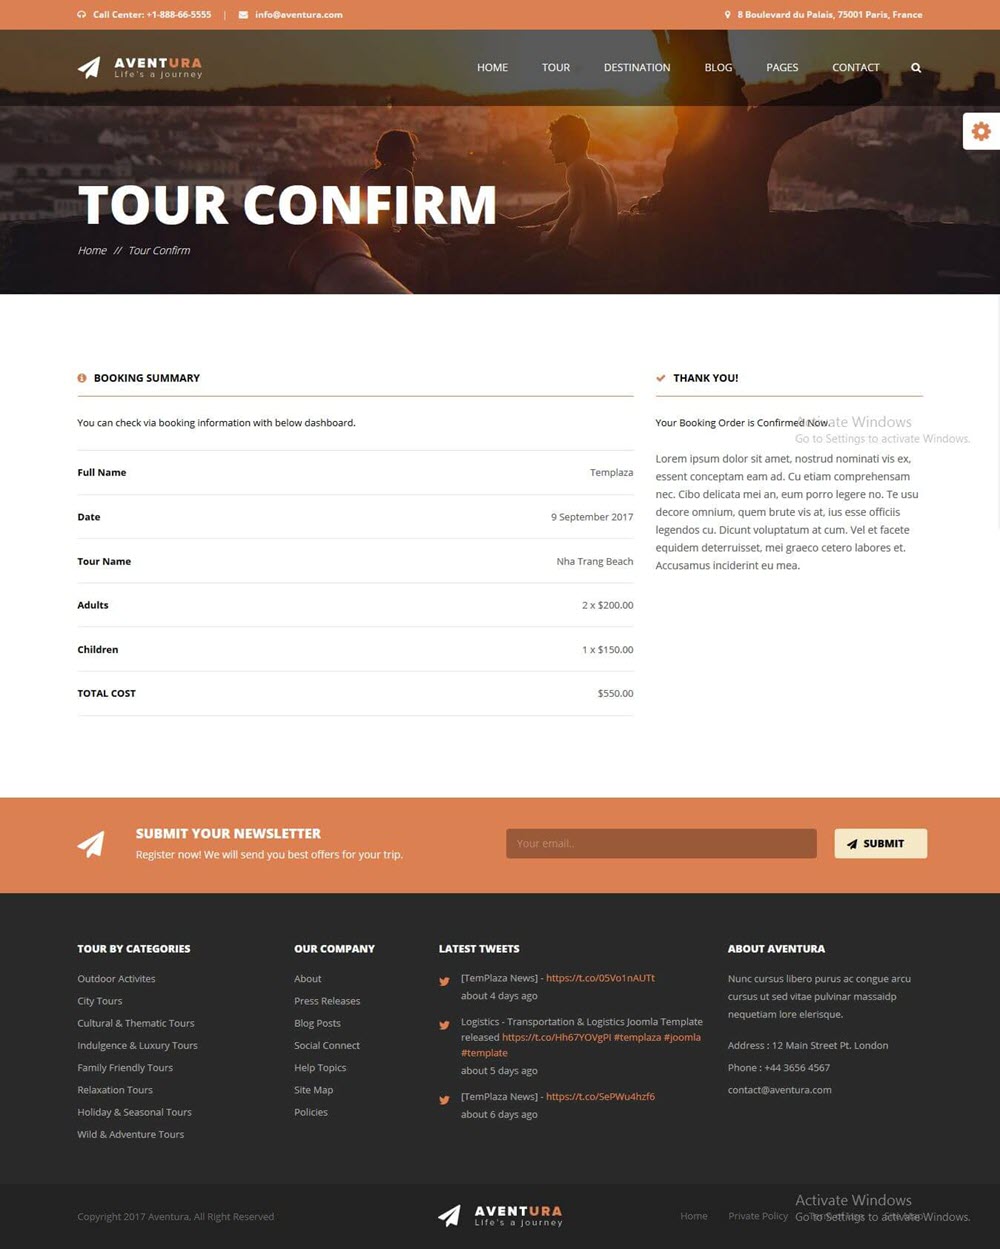 Call Center: +1-888-66-5555 | info@aventura.com
8 Boulevard du Palais, 75001 Paris, France
AVENTURA
Life's a journey
HOME TOUR DESTINATION BLOG PAGES CONTACT
TOUR CONFIRM
Home // Tour Confirm
BOOKING SUMMARY
You can check via booking information with below dashboard.
Full Name Templaza
Date 9 September 2017
Tour Name Nha Trang Beach
Adults 2 x $200.00
Children 1 x $150.00
TOTAL COST $550.00
THANK YOU!
Your Booking Order is Confirmed Now.
Activate Windows
Go to Settings to activate Windows.
Lorem ipsum dolor sit amet, nostrud nominati vis ex,
essent conceptam eam ad. Cu etiam comprehensam
nec. Cibo delicata mei an, eum porro legere no. Te usu
decore omnium, quem brute vis at, ius esse officiis
legendos cu. Dicunt voluptatum at cum. Vel et facete
equidem deterruisset, mei graeco cetero labores et.
Accusamus inciderint eu mea.
SUBMIT YOUR NEWSLETTER
Register now! We will send you best offers for your trip.
Your email..
SUBMIT
TOUR BY CATEGORIES
Outdoor Activites
City Tours
Cultural & Thematic Tours
Indulgence & Luxury Tours
Family Friendly Tours
Relaxation Tours
Holiday & Seasonal Tours
Wild & Adventure Tours
OUR COMPANY
About
Press Releases
Blog Posts
Social Connect
Help Topics
Site Map
Policies
LATEST TWEETS
[TemPlaza News] - https://t.co/05Vo1nAUTt
about 4 days ago
Logistics - Transportation & Logistics Joomla Template
released https://t.co/Hh67YOVgPI #templaza #joomla
#template
about 5 days ago
[TemPlaza News] - https://t.co/SePWu4hzf6
about 6 days ago
ABOUT AVENTURA
Nunc cursus libero purus ac congue arcu
cursus ut sed vitae pulvinar massaidp
nequetiam lore elerisque.
Address : 12 Main Street Pt. London
Phone : +44 3656 4567
contact@aventura.com
Copyright 2017 Aventura, All Right Reserved
AVENTURA
Life's a journey
Home Private Policy
Activate Windows
Go to Settings to activate Windows.